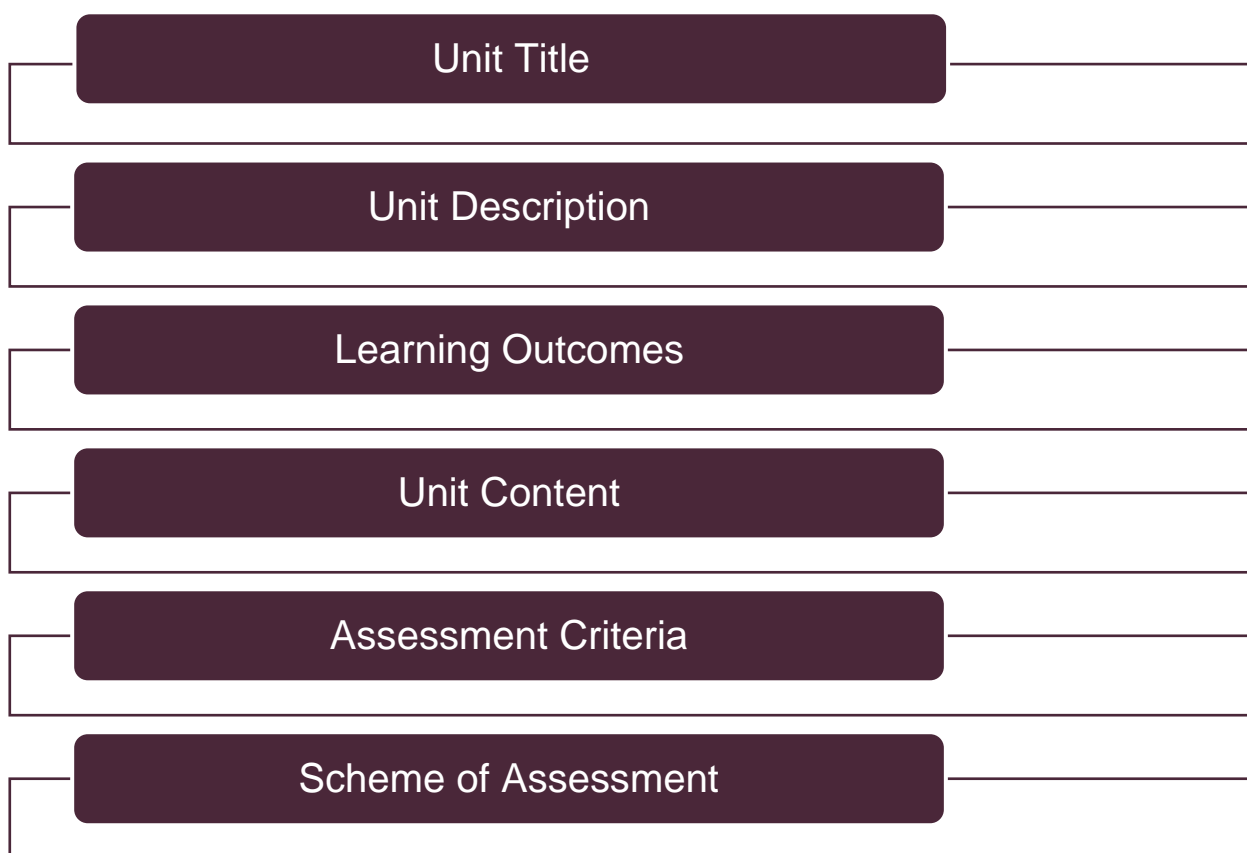 Unit Title
Unit Description
Learning Outcomes
Unit Content
Assessment Criteria
Scheme of Assessment